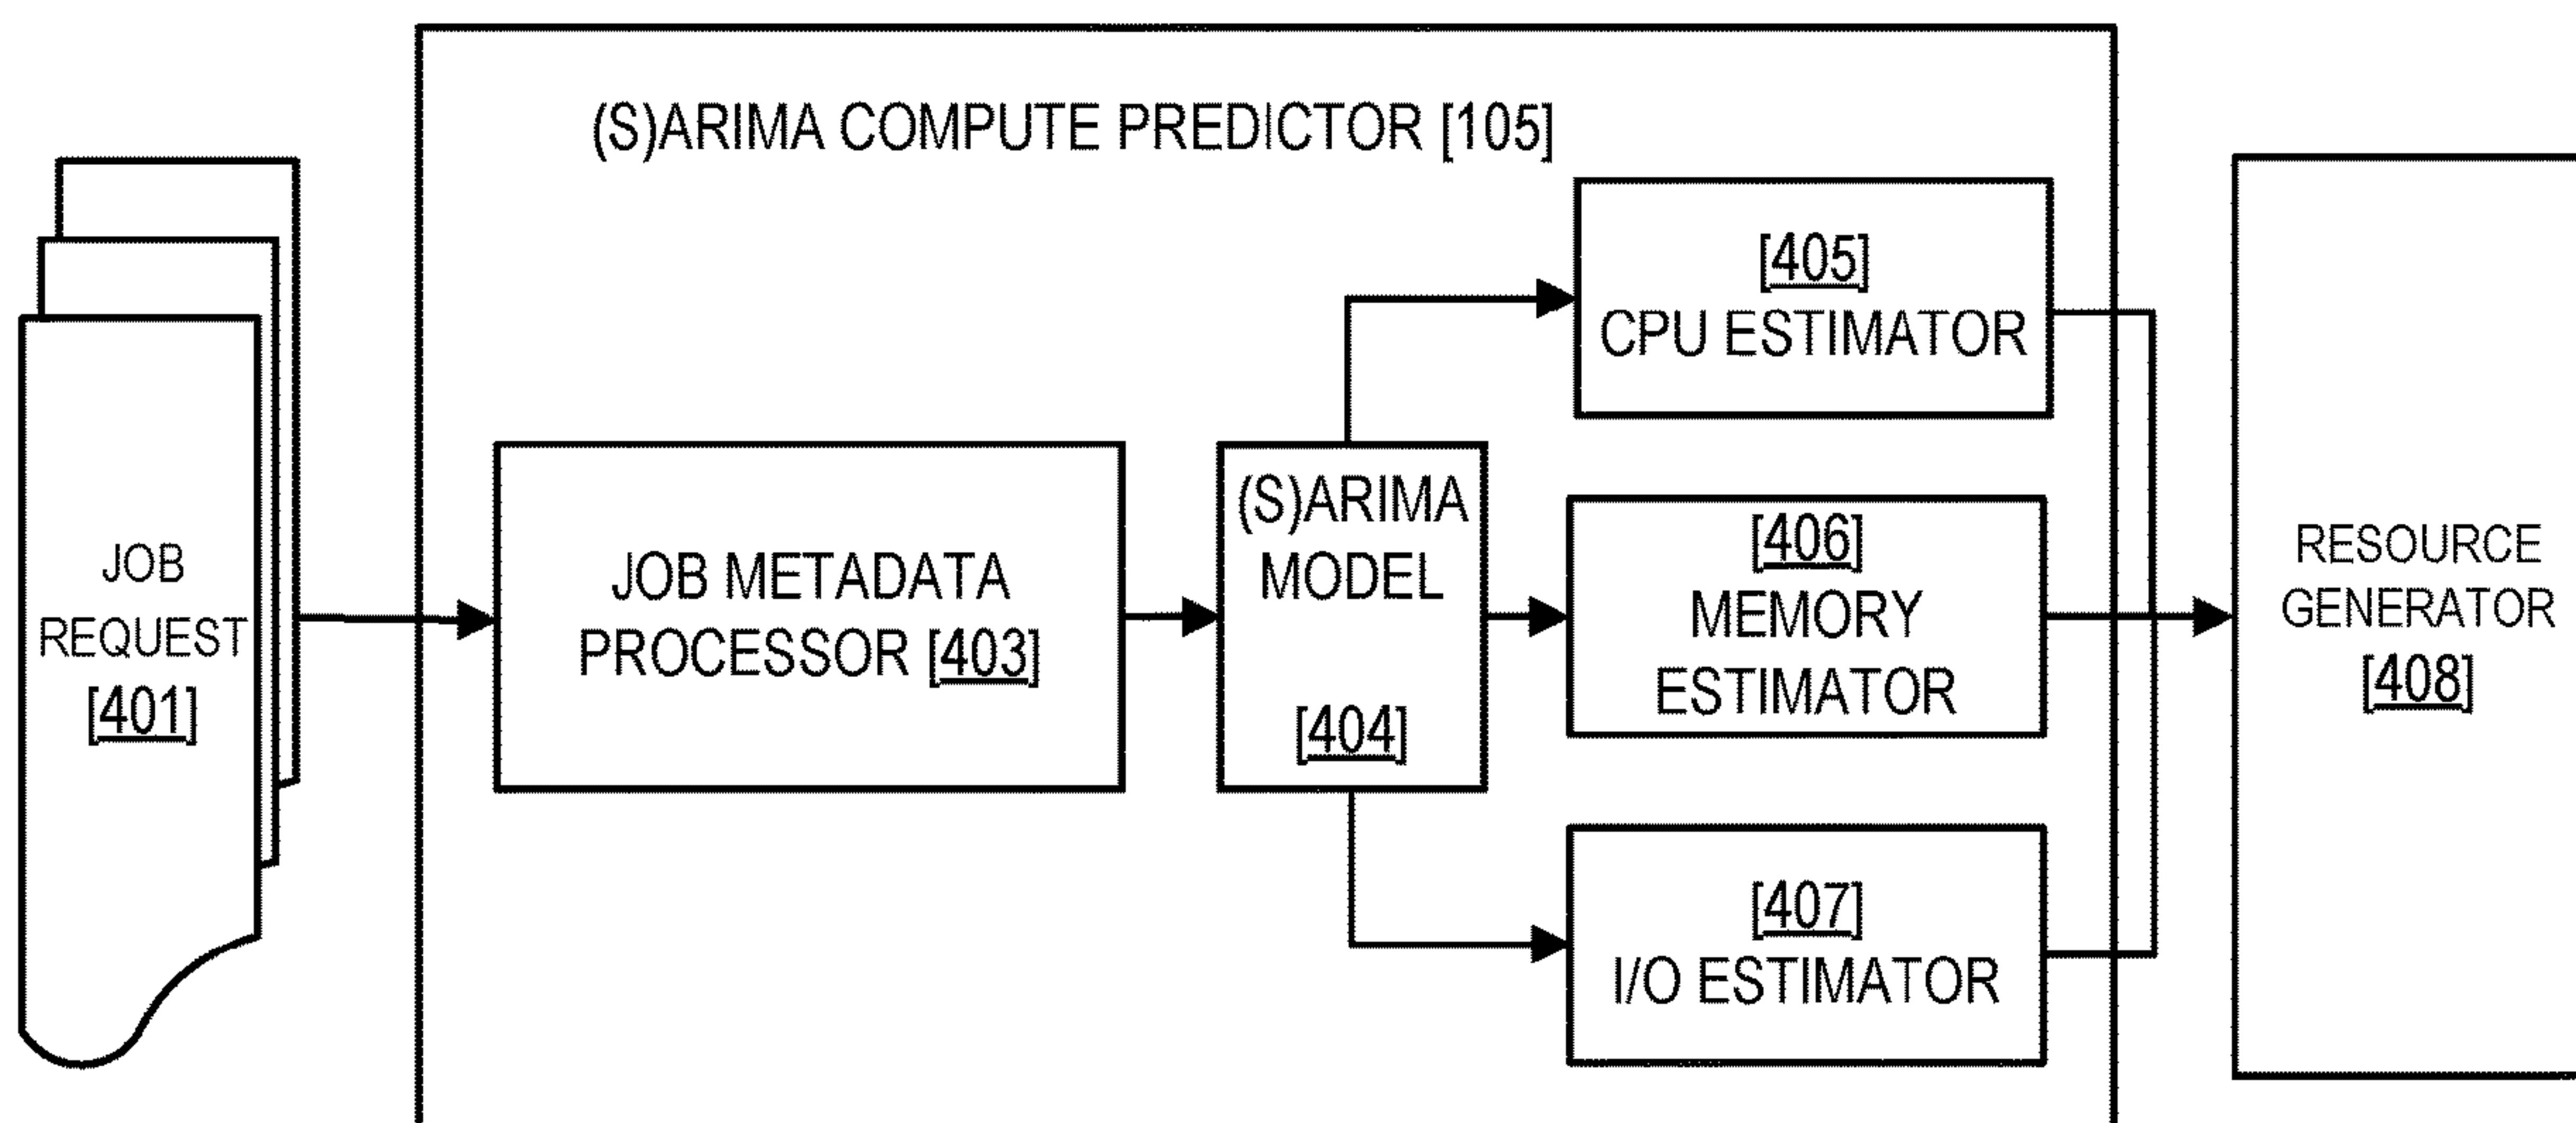 (S)ARIMA COMPUTE PREDICTOR [105]
JOB
REQUEST
[401]
JOB METADATA
PROCESSOR [403]
(S)ARIMA
MODEL
[404]
[405]
CPU ESTIMATOR
[406]
MEMORY
ESTIMATOR
[407]
I/O ESTIMATOR
RESOURCE
GENERATOR
[408]